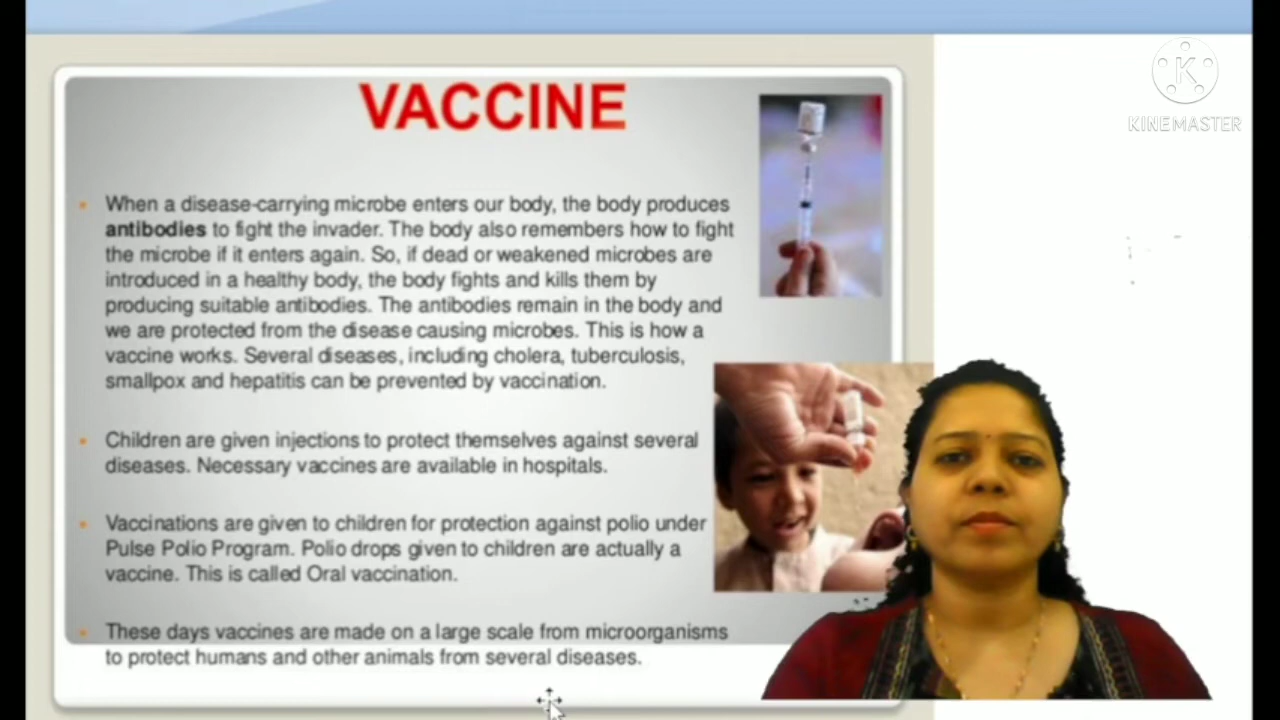 VACCINE
When a disease-carrying microbe enters our body, the body produces
antibodies to fight the invader. The body also remembers how to fight
the microbe if it enters again. So, if dead or weakened microbes are
introduced in a healthy body, the body fights and kills them by
producing suitable antibodies. The antibodies remain in the body and
we are protected from the disease causing microbes. This is how a
vaccine works. Several diseases, including cholera, tuberculosis,
smallpox and hepatitis can be prevented by vaccination.
Children are given injections to protect themselves against several
diseases. Necessary vaccines are available in hospitals.
Vaccinations are given to children for protection against polio under
Pulse Polio Program. Polio drops given to children are actually a
vaccine. This is called Oral vaccination.
These days vaccines are made on a large scale from microorganisms
to protect humans and other animals from several diseases.
K
KINEMASTER